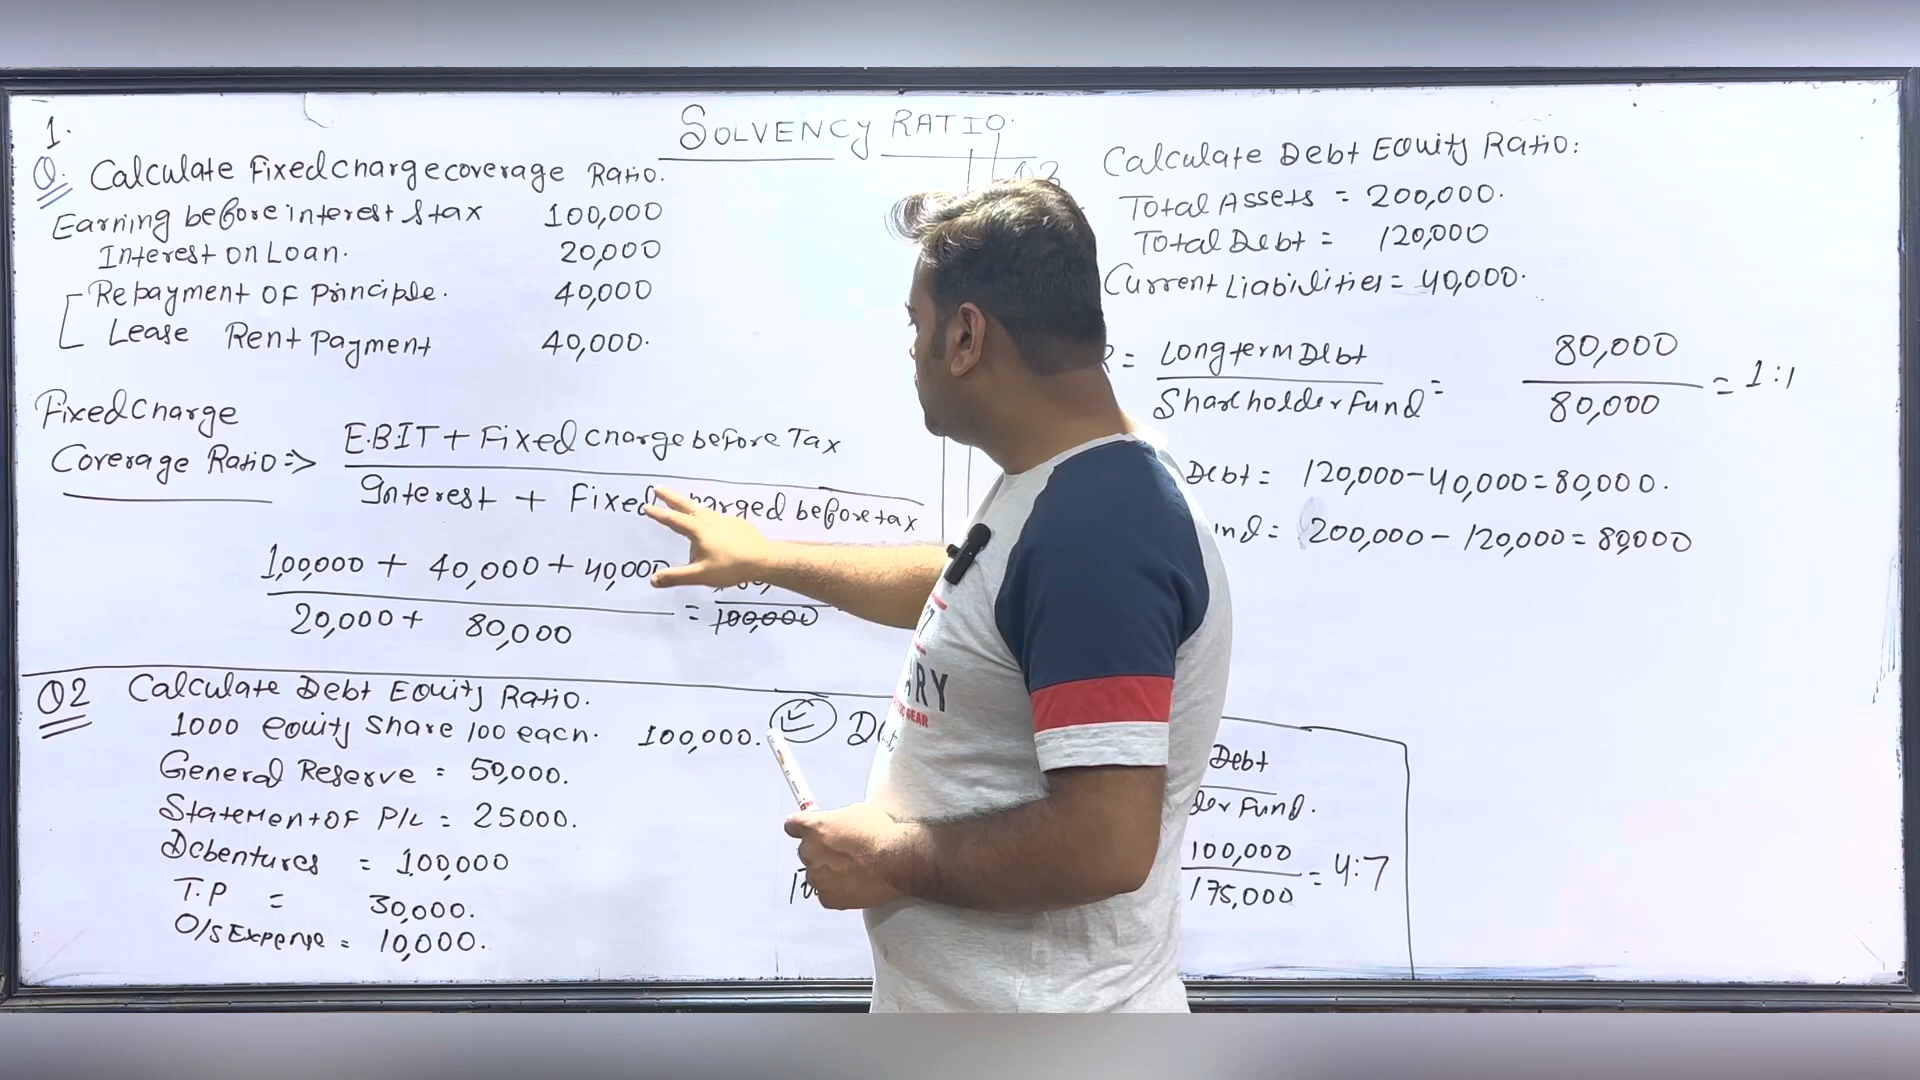 SOLVENCY RATIO.
1.
Q. Calculate Fixed charge coverage Ratio.
Earning before interest & tax 100,000
Interest on Loan. 20,000
Repayment OF Principle. 40,000
Lease Rent Payment 40,000.
Fixed Charge
Coverage Ratio =>
E.BIT + Fixed charge before Tax
Interest + Fixed charged before tax
1,00,000 + 40,000 + 40,000
20,000 + 80,000
= 100,000
Q2 Calculate Debt Equity Ratio.
1000 equity share 100 each. 100,000.
General Reserve = 50,000.
Statement OF P/L = 25000.
Debentures = 1,00,000
T.P = 30,000.
O/s Expense = 10,000.
Debt
der Fund.
100,000
175,000
= 4:7
Q3
Calculate Debt Equity Ratio:
Total Assets = 200,000.
Total Debt = 120,000
Current Liabilities = 40,000.
R = Long term Debt
Shareholder Fund
= 80,000
80,000
= 1:1
Debt = 120,000 - 40,000 = 80,000.
nd = 200,000 - 120,000 = 80,000
RY
GEAR